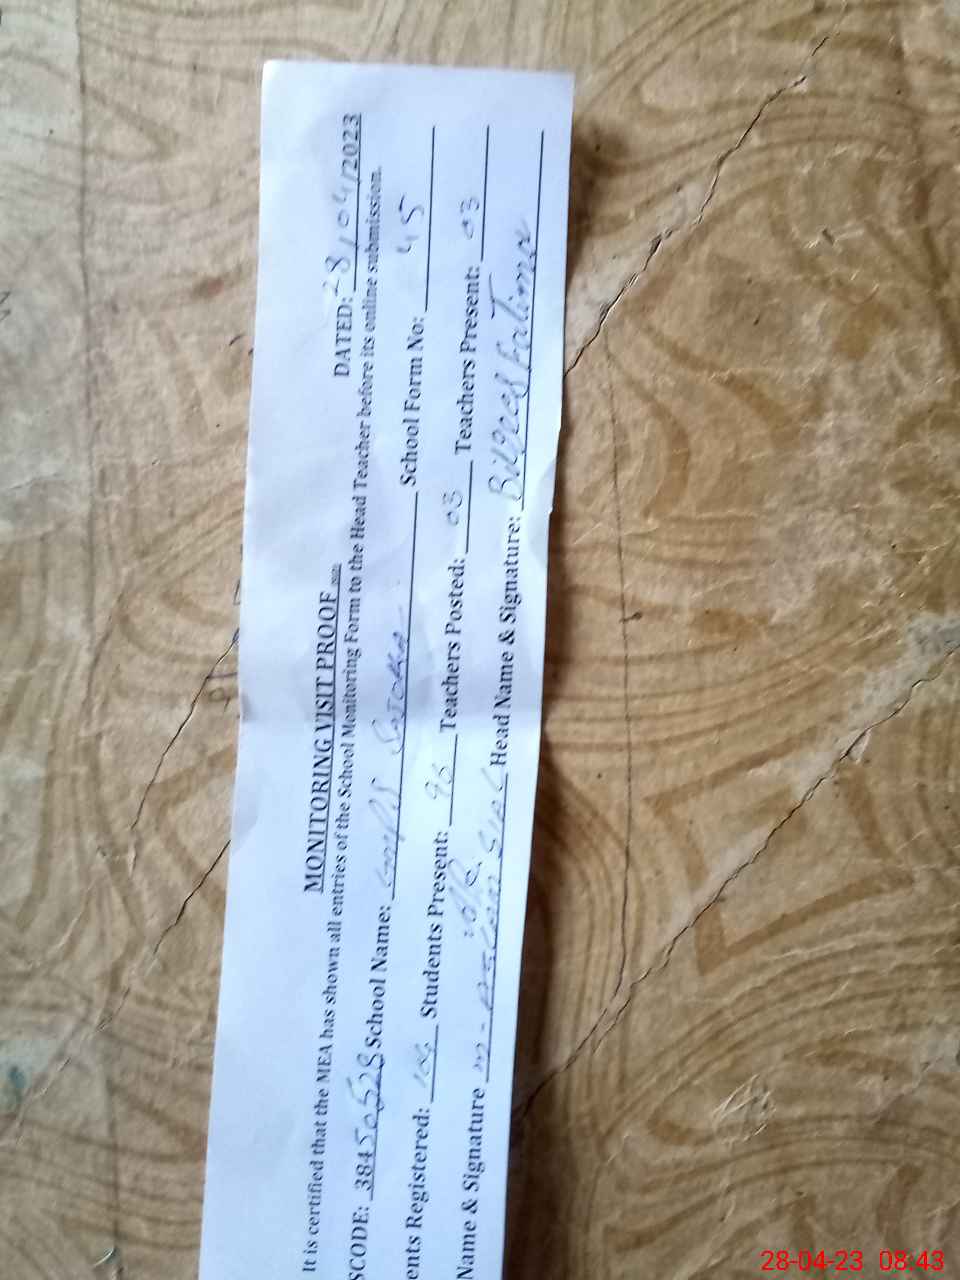 MONITORING VISIT PROOF
DATED: 28/04/2023
It is certified that the MEA has shown all entries of the School Monitoring Form to the Head Teacher before its online submission.
SCODE: 38450528 School Name: School Form No: 45
ents Registered: 104 Students Present: 96 Teachers Posted: 03 Teachers Present: 03
Name & Signature Head Name & Signature: Bilqees Fatima
28-04-23 08:43